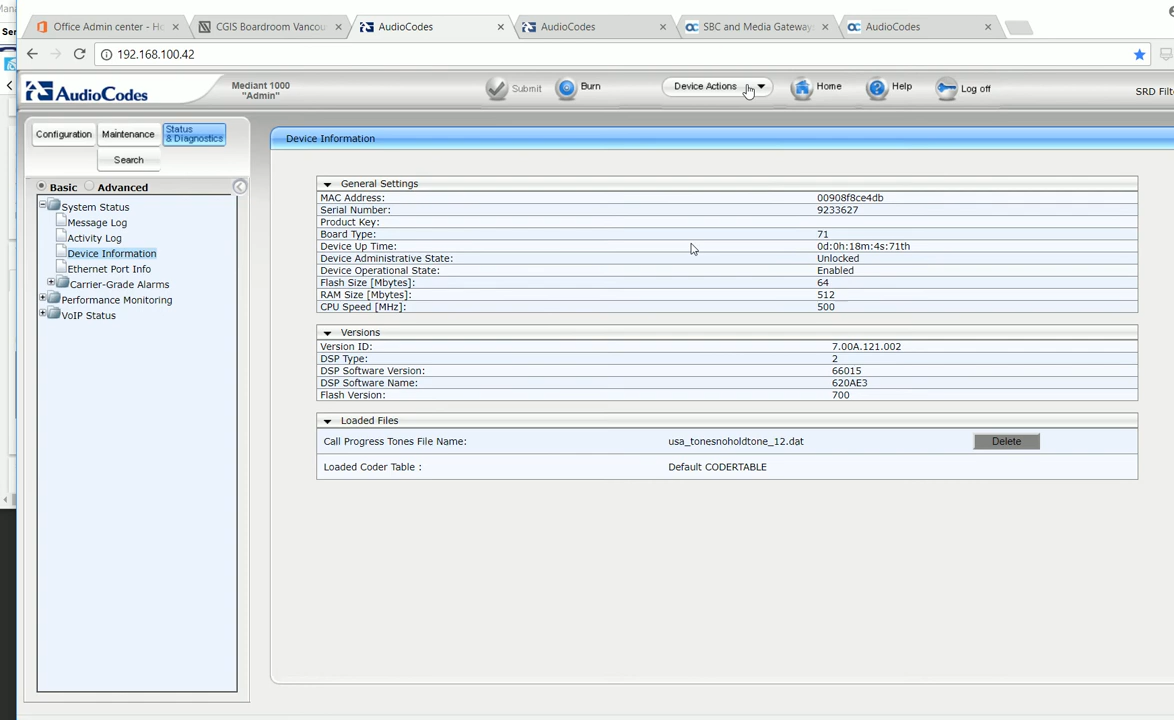 Mana
Office Admin center - Ho
CGIS Boardroom Vancou
AudioCodes
AudioCodes
SBC and Media Gateway
AudioCodes
Ser
192.168.100.42
AudioCodes
Mediant 1000
"Admin"
Submit
Burn
Device Actions
Home
Help
Log off
SRD Filt
Configuration
Maintenance
Status
& Diagnostics
Search
Basic
Advanced
System Status
Message Log
Activity Log
Device Information
Ethernet Port Info
Carrier-Grade Alarms
Performance Monitoring
VoIP Status
Device Information
General Settings
MAC Address: 00908f8ce4db
Serial Number: 9233627
Product Key:
Board Type: 71
Device Up Time: 0d:0h:18m:4s:71th
Device Administrative State: Unlocked
Device Operational State: Enabled
Flash Size [Mbytes]: 64
RAM Size [Mbytes]: 512
CPU Speed [MHz]: 500
Versions
Version ID: 7.00A.121.002
DSP Type: 2
DSP Software Version: 66015
DSP Software Name: 620AE3
Flash Version: 700
Loaded Files
Call Progress Tones File Name: usa_tonesnoholdtone_12.dat Delete
Loaded Coder Table : Default CODERTABLE